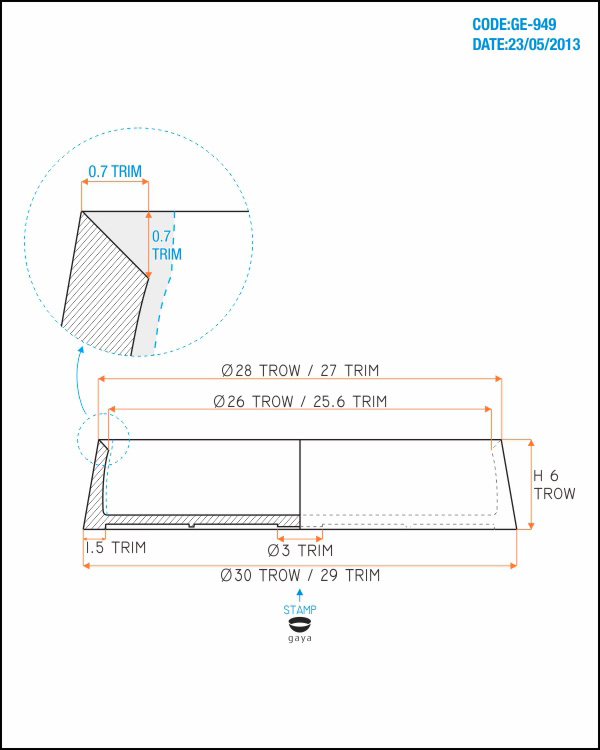 CODE:GE-949
DATE:23/05/2013
0.7 TRIM
0.7
TRIM
Ø28 TROW / 27 TRIM
Ø26 TROW / 25.6 TRIM
H 6
TROW
1.5 TRIM
Ø3 TRIM
Ø30 TROW / 29 TRIM
STAMP
gaya